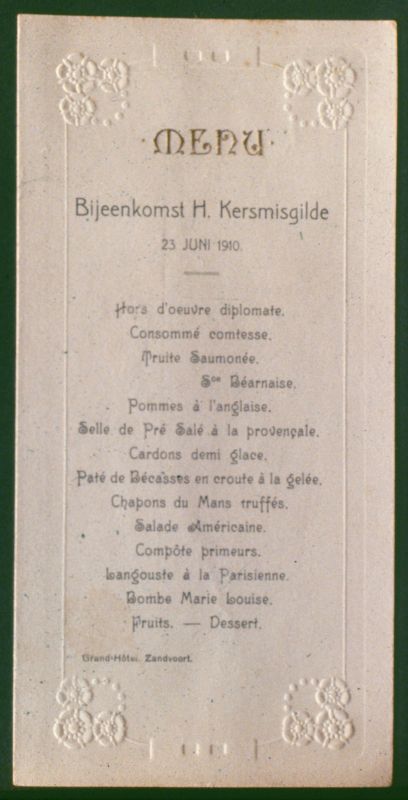 MENU
Bijeenkomst H. Kersmisgilde
23 JUNI 1910.
Hors d'oeuvre diplomate.
Consommé comtesse.
Truite Saumonée.
Sce Béarnaise.
Pommes à l'anglaise.
Selle de Pré Salé à la provençale.
Cardons demi glace.
Paté de Bécasses en croute à la gelée.
Chapons du Mans truffés.
Salade Américaine.
Compôte primeurs.
Langouste à la Parisienne.
Bombe Marie Louise.
Fruits. — Dessert.
Grand-Hôtel Zandvoort.